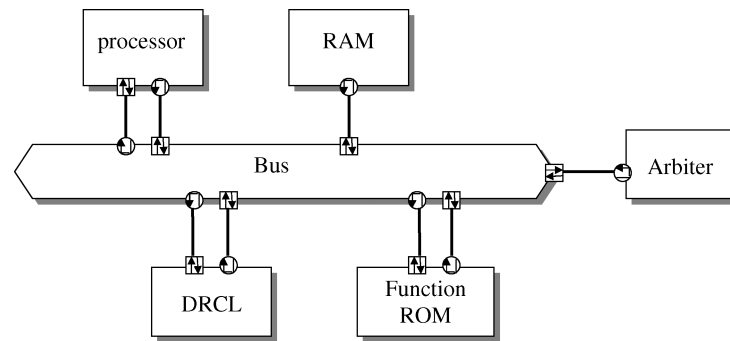 processor
RAM
Bus
Arbiter
DRCL
Function
ROM